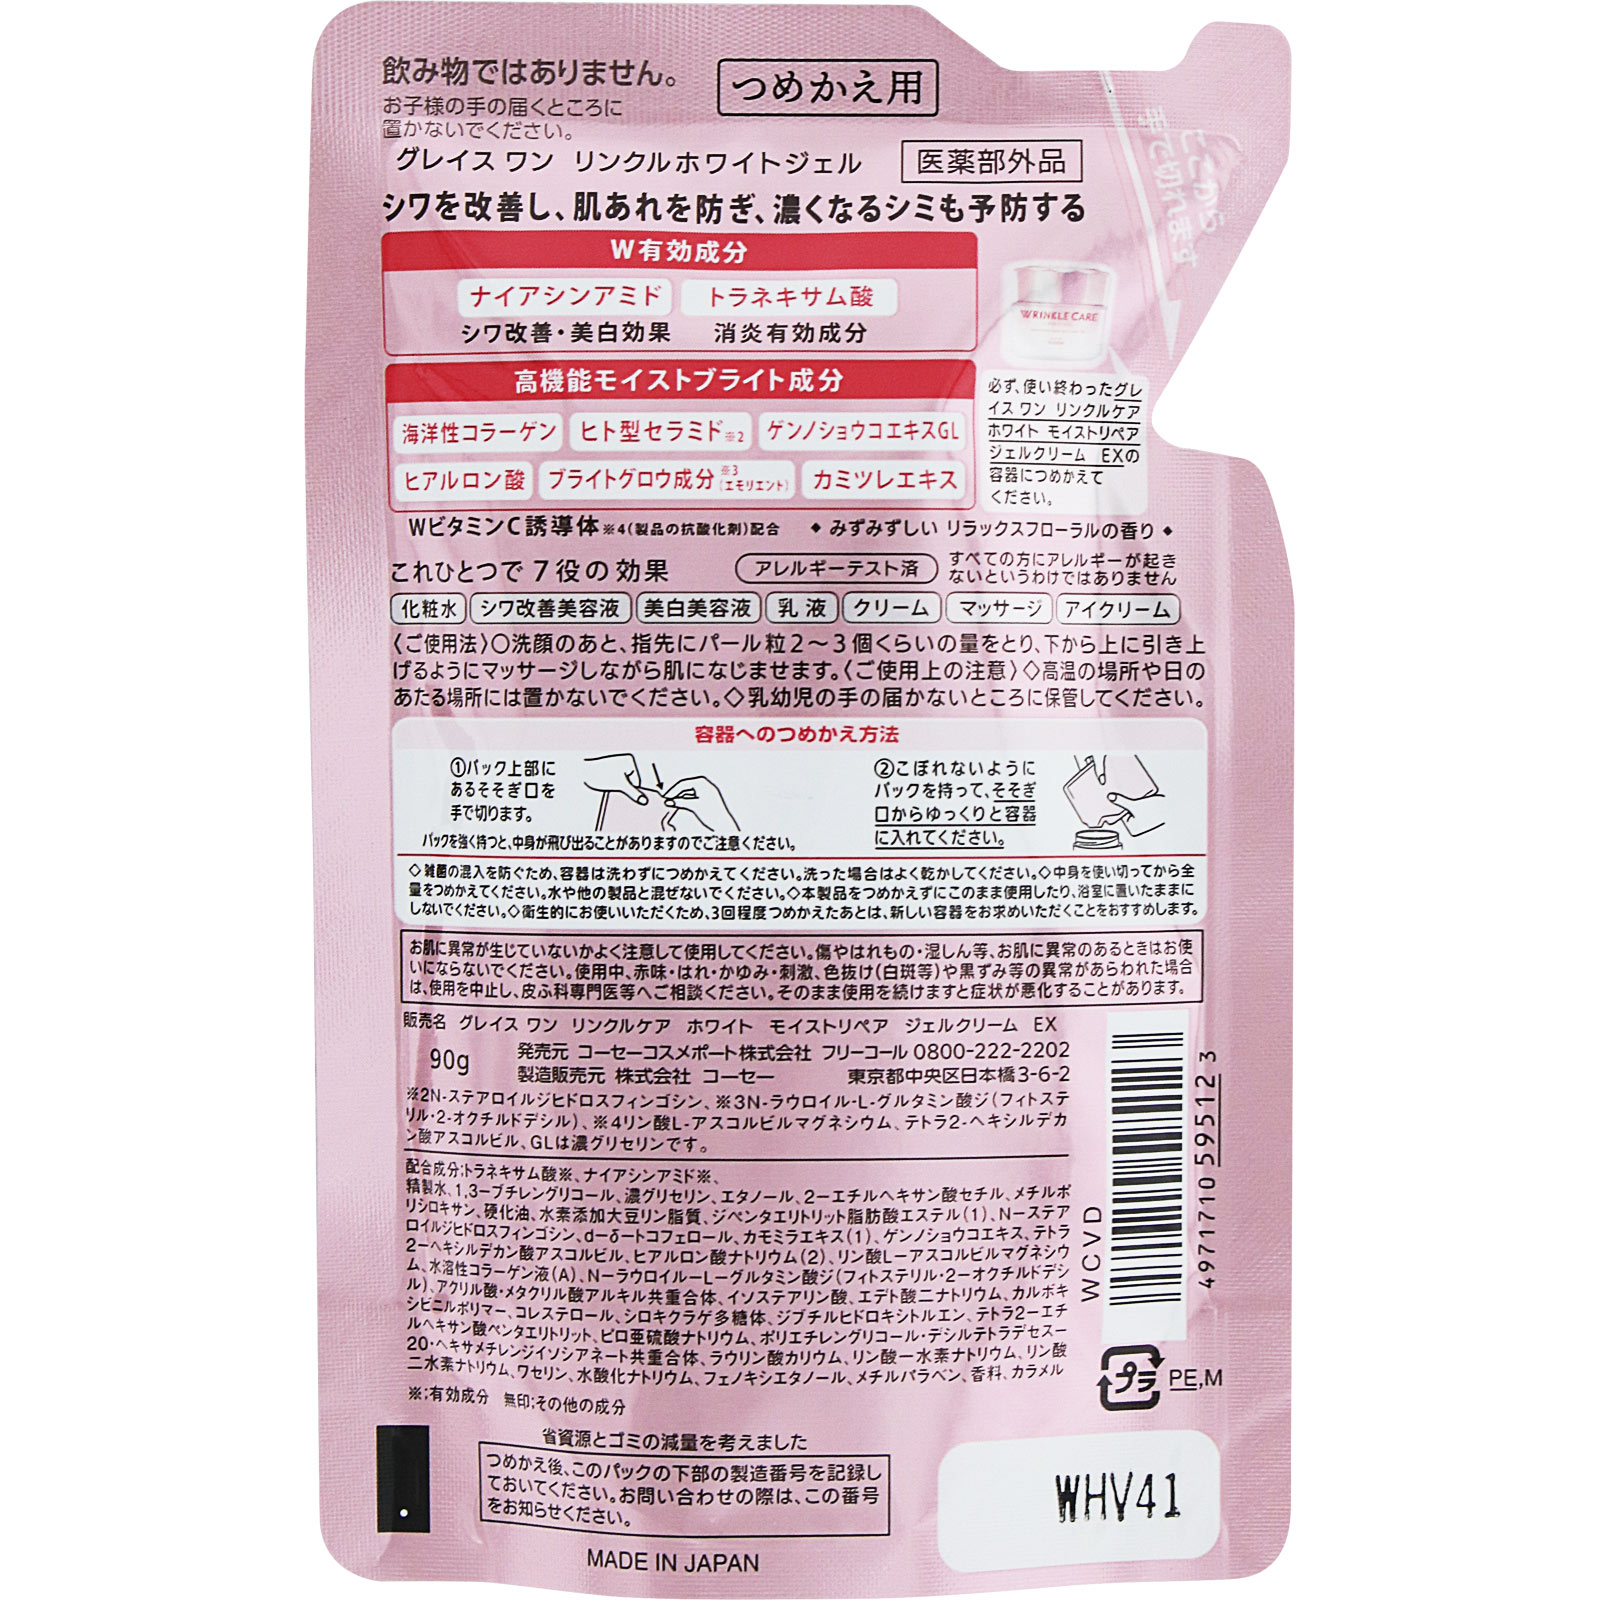 飲み物ではありません。
お子様の手の届くところに
置かないでください。
つめかえ用
ここから
手で切れます
グレイス ワン リンクルホワイトジェル
医薬部外品
シワを改善し、肌あれを防ぎ、濃くなるシミも予防する
W有効成分
ナイアシンアミド トラネキサム酸
シワ改善・美白効果 消炎有効成分
WRINKLE CARE
高機能モイストブライト成分
海洋性コラーゲン ヒト型セラミド※2 ゲンノショウコエキスGL
ヒアルロン酸 ブライトグロウ成分※3(エモリエント) カミツレエキス
必ず、使い終わったグレ
イス ワン リンクルケア
ホワイト モイストリペア
ジェルクリーム EXの
容器につめかえて
ください。
WビタミンC誘導体※4(製品の抗酸化剤)配合
◆ みずみずしい リラックスフローラルの香り ◆
これひとつで7役の効果
アレルギーテスト済
すべての方にアレルギーが起き
ないというわけではありません
化粧水 シワ改善美容液 美白美容液 乳液 クリーム マッサージ アイクリーム
〈ご使用法〉○洗顔のあと、指先にパール粒2〜3個くらいの量をとり、下から上に引き上
げるようにマッサージしながら肌になじませます。〈ご使用上の注意〉◇高温の場所や日の
あたる場所には置かないでください。◇乳幼児の手の届かないところに保管してください。
容器へのつめかえ方法
①パック上部に
あるそそぎ口を
手で切ります。
②こぼれないように
パックを持って、そそぎ
口からゆっくりと容器
に入れてください。
パックを強く持つと、中身が飛び出ることがありますのでご注意ください。
◇雑菌の混入を防ぐため、容器は洗わずにつめかえてください。洗った場合はよく乾かしてください。◇中身を使い切ってから全
量をつめかえてください。水や他の製品と混ぜないでください。◇本製品をつめかえずにこのまま使用したり、浴室に置いたままに
しないでください。◇衛生的にお使いいただくため、3回程度つめかえたあとは、新しい容器をお求めいただくことをおすすめします。
お肌に異常が生じていないかよく注意して使用してください。傷やはれもの・湿しん等、お肌に異常のあるときはお使
いにならないでください。使用中、赤味・はれ・かゆみ・刺激、色抜け(白斑等)や黒ずみ等の異常があらわれた場合
は、使用を中止し、皮ふ科専門医等へご相談ください。そのまま使用を続けますと症状が悪化することがあります。
販売名 グレイス ワン リンクルケア ホワイト モイストリペア ジェルクリーム EX
90g
発売元 コーセーコスメポート株式会社 フリーコール 0800-222-2202
製造販売元 株式会社 コーセー 東京都中央区日本橋3-6-2
※2N-ステアロイルジヒドロスフィンゴシン、※3N-ラウロイル-L-グルタミン酸ジ(フィトステ
リル・2-オクチルドデシル)、※4リン酸L-アスコルビルマグネシウム、テトラ2-ヘキシルデカ
ン酸アスコルビル、GLは濃グリセリンです。
配合成分;トラネキサム酸※、ナイアシンアミド※、
精製水、1,3-ブチレングリコール、濃グリセリン、エタノール、2-エチルヘキサン酸セチル、メチルポ
リシロキサン、硬化油、水素添加大豆リン脂質、ジペンタエリトリット脂肪酸エステル(1)、N-ステア
ロイルジヒドロスフィンゴシン、d-δ-トコフェロール、カモミラエキス(1)、ゲンノショウコエキス、テトラ
2-ヘキシルデカン酸アスコルビル、ヒアルロン酸ナトリウム(2)、リン酸L-アスコルビルマグネシウ
ム、水溶性コラーゲン液(A)、N-ラウロイル-L-グルタミン酸ジ(フィトステリル・2-オクチルドデシ
ル)、アクリル酸・メタクリル酸アルキル共重合体、イソステアリン酸、エデト酸二ナトリウム、カルボキ
シビニルポリマー、コレステロール、シロキクラゲ多糖体、ジブチルヒドロキシトルエン、テトラ2-エチ
ルヘキサン酸ペンタエリトリット、ピロ亜硫酸ナトリウム、ポリエチレングリコール・デシルテトラデセス-
20・ヘキサメチレンジイソシアネート共重合体、ラウリン酸カリウム、リン酸一水素ナトリウム、リン酸
二水素ナトリウム、ワセリン、水酸化ナトリウム、フェノキシエタノール、メチルパラベン、香料、カラメル
※;有効成分 無印;その他の成分
WCVD
4971710595123
プラ
PE,M
省資源とゴミの減量を考えました
つめかえ後、このパックの下部の製造番号を記録し
ておいてください。お問い合わせの際は、この番号
をお知らせください。
WHV41
MADE IN JAPAN